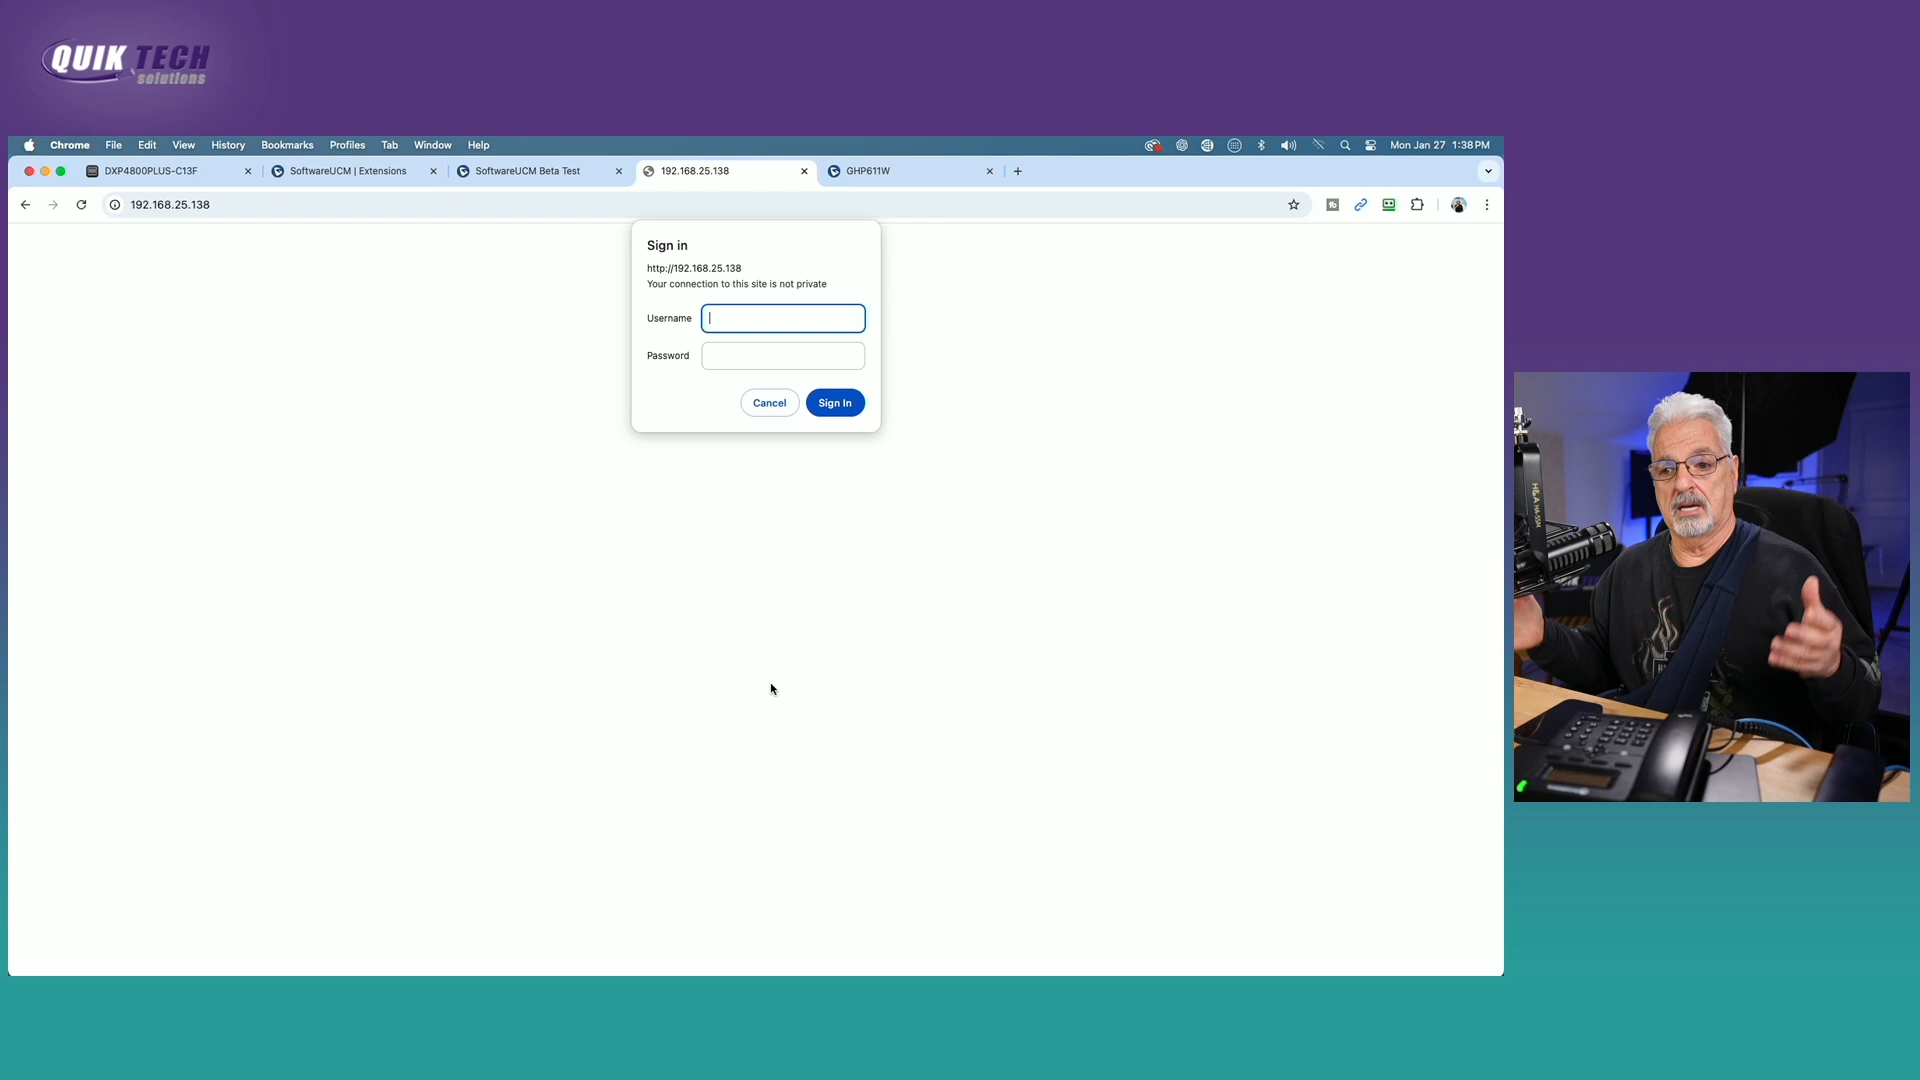 QUIK TECH
solutions
Chrome File Edit View History Bookmarks Profiles Tab Window Help
Mon Jan 27 1:38 PM
DXP4800PLUS-C13F
SoftwareUCM | Extensions
SoftwareUCM Beta Test
192.168.25.138
GHP611W
192.168.25.138
Sign in
http://192.168.25.138
Your connection to this site is not private
Username
Password
Cancel
Sign In
H&A HA-SSM